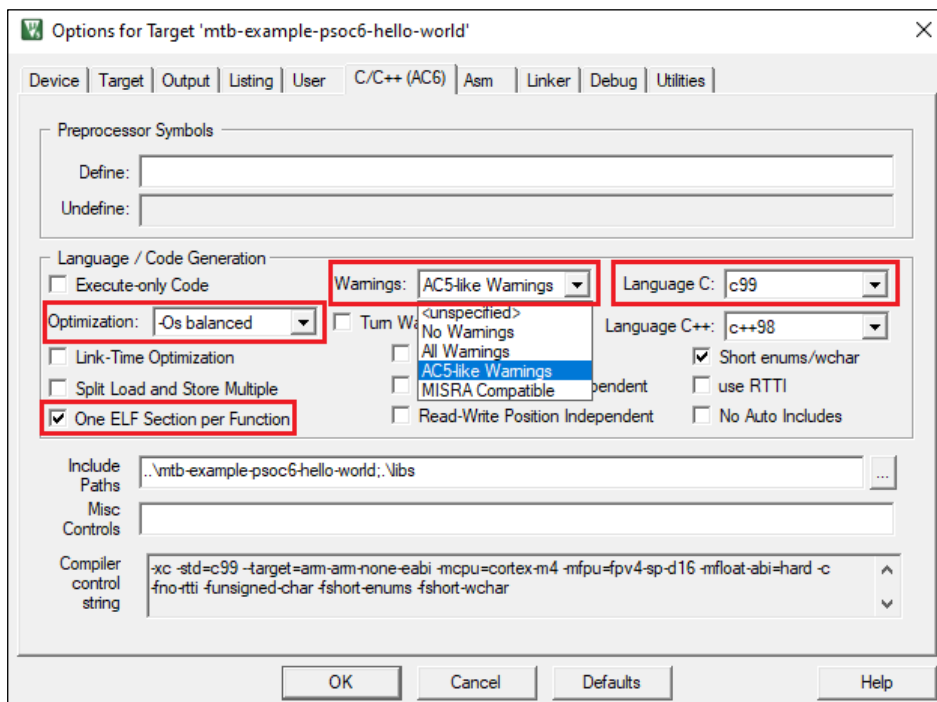 Options for Target 'mtb-example-psoc6-hello-world'
Device Target Output Listing User C/C++ (AC6) Asm Linker Debug Utilities
Preprocessor Symbols
Define:
Undefine:
Language / Code Generation
Execute-only Code Warnings: AC5-like Warnings Language C: c99
Optimization: -Os balanced Turn Wa Language C++: c++98
<unspecified>
No Warnings
All Warnings
AC5-like Warnings
MISRA Compatible
Link-Time Optimization Short enums/wchar
Split Load and Store Multiple pendent use RTTI
One ELF Section per Function Read-Write Position Independent No Auto Includes
Include Paths ..\mtb-example-psoc6-hello-world;.\libs ...
Misc Controls
Compiler control string -xc -std=c99 --target=arm-arm-none-eabi -mcpu=cortex-m4 -mfpu=fpv4-sp-d16 -mfloat-abi=hard -c
-fno-rtti -funsigned-char -fshort-enums -fshort-wchar
OK Cancel Defaults Help